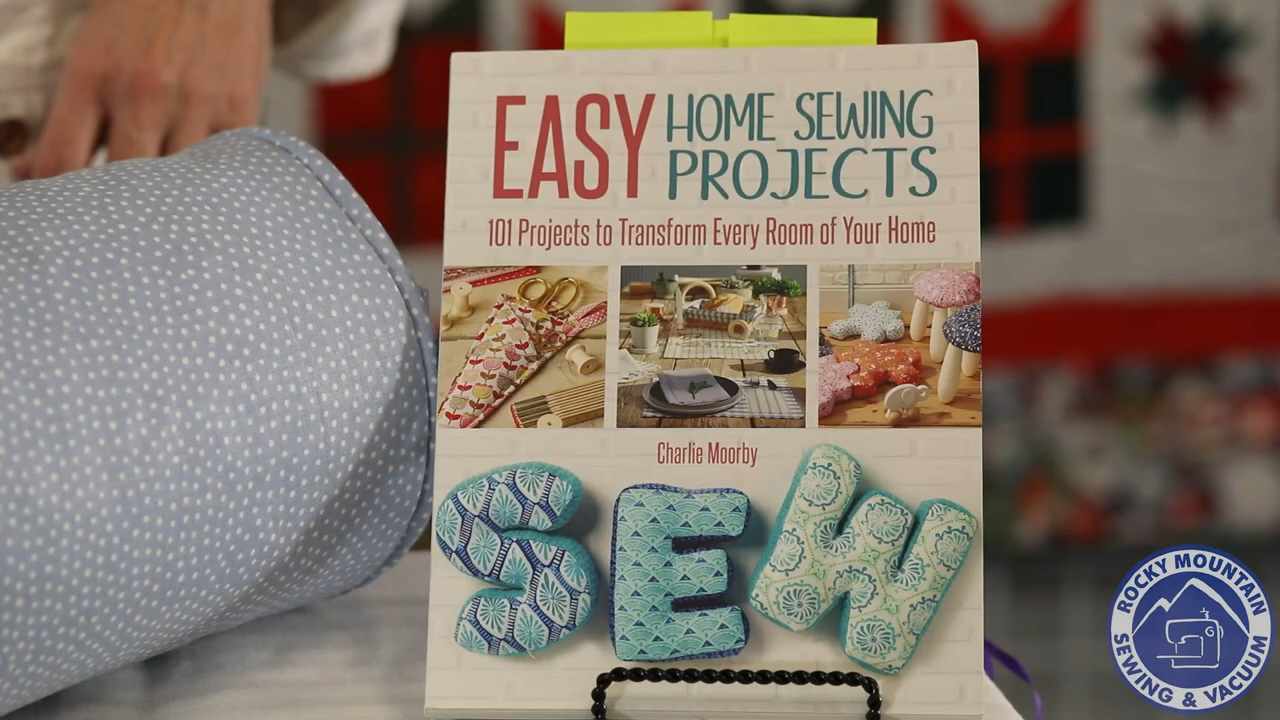 EASY HOME SEWING
PROJECTS
101 Projects to Transform Every Room of Your Home
Charlie Moorby
SEW
ROCKY MOUNTAIN
SEWING & VACUUM